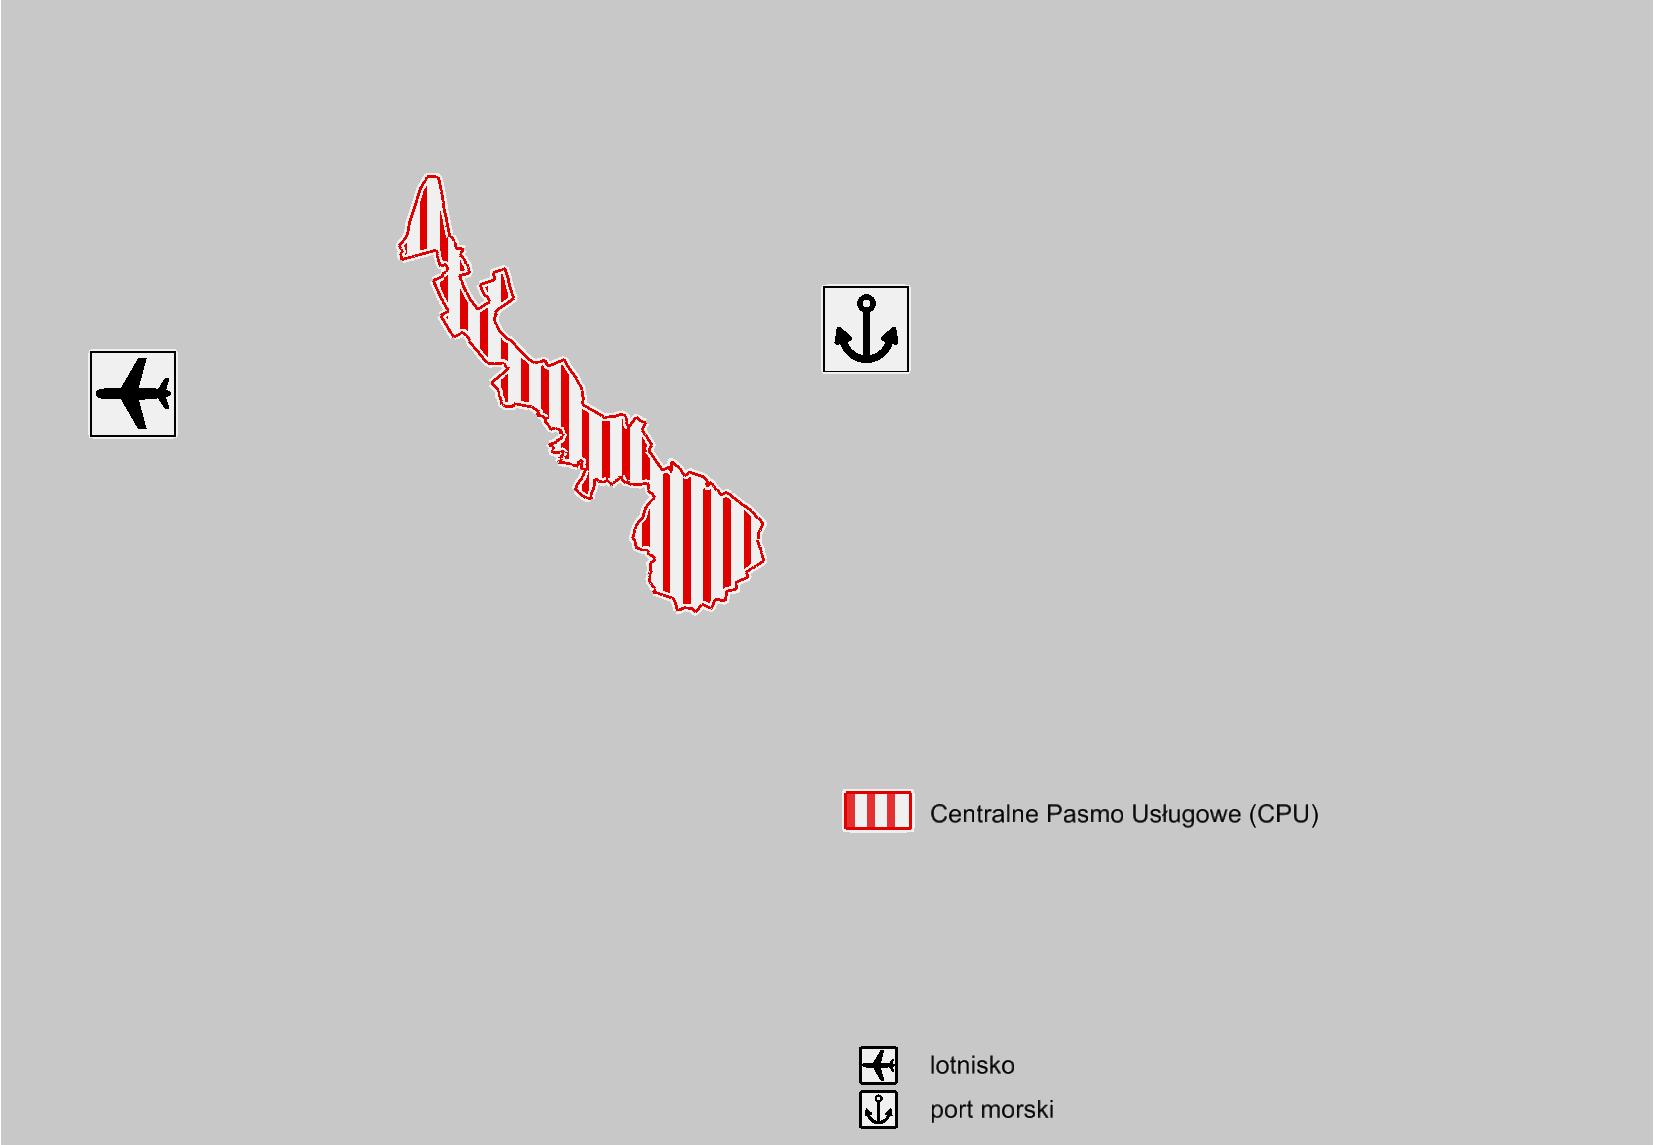 Centralne Pasmo Usługowe (CPU)
lotnisko
port morski